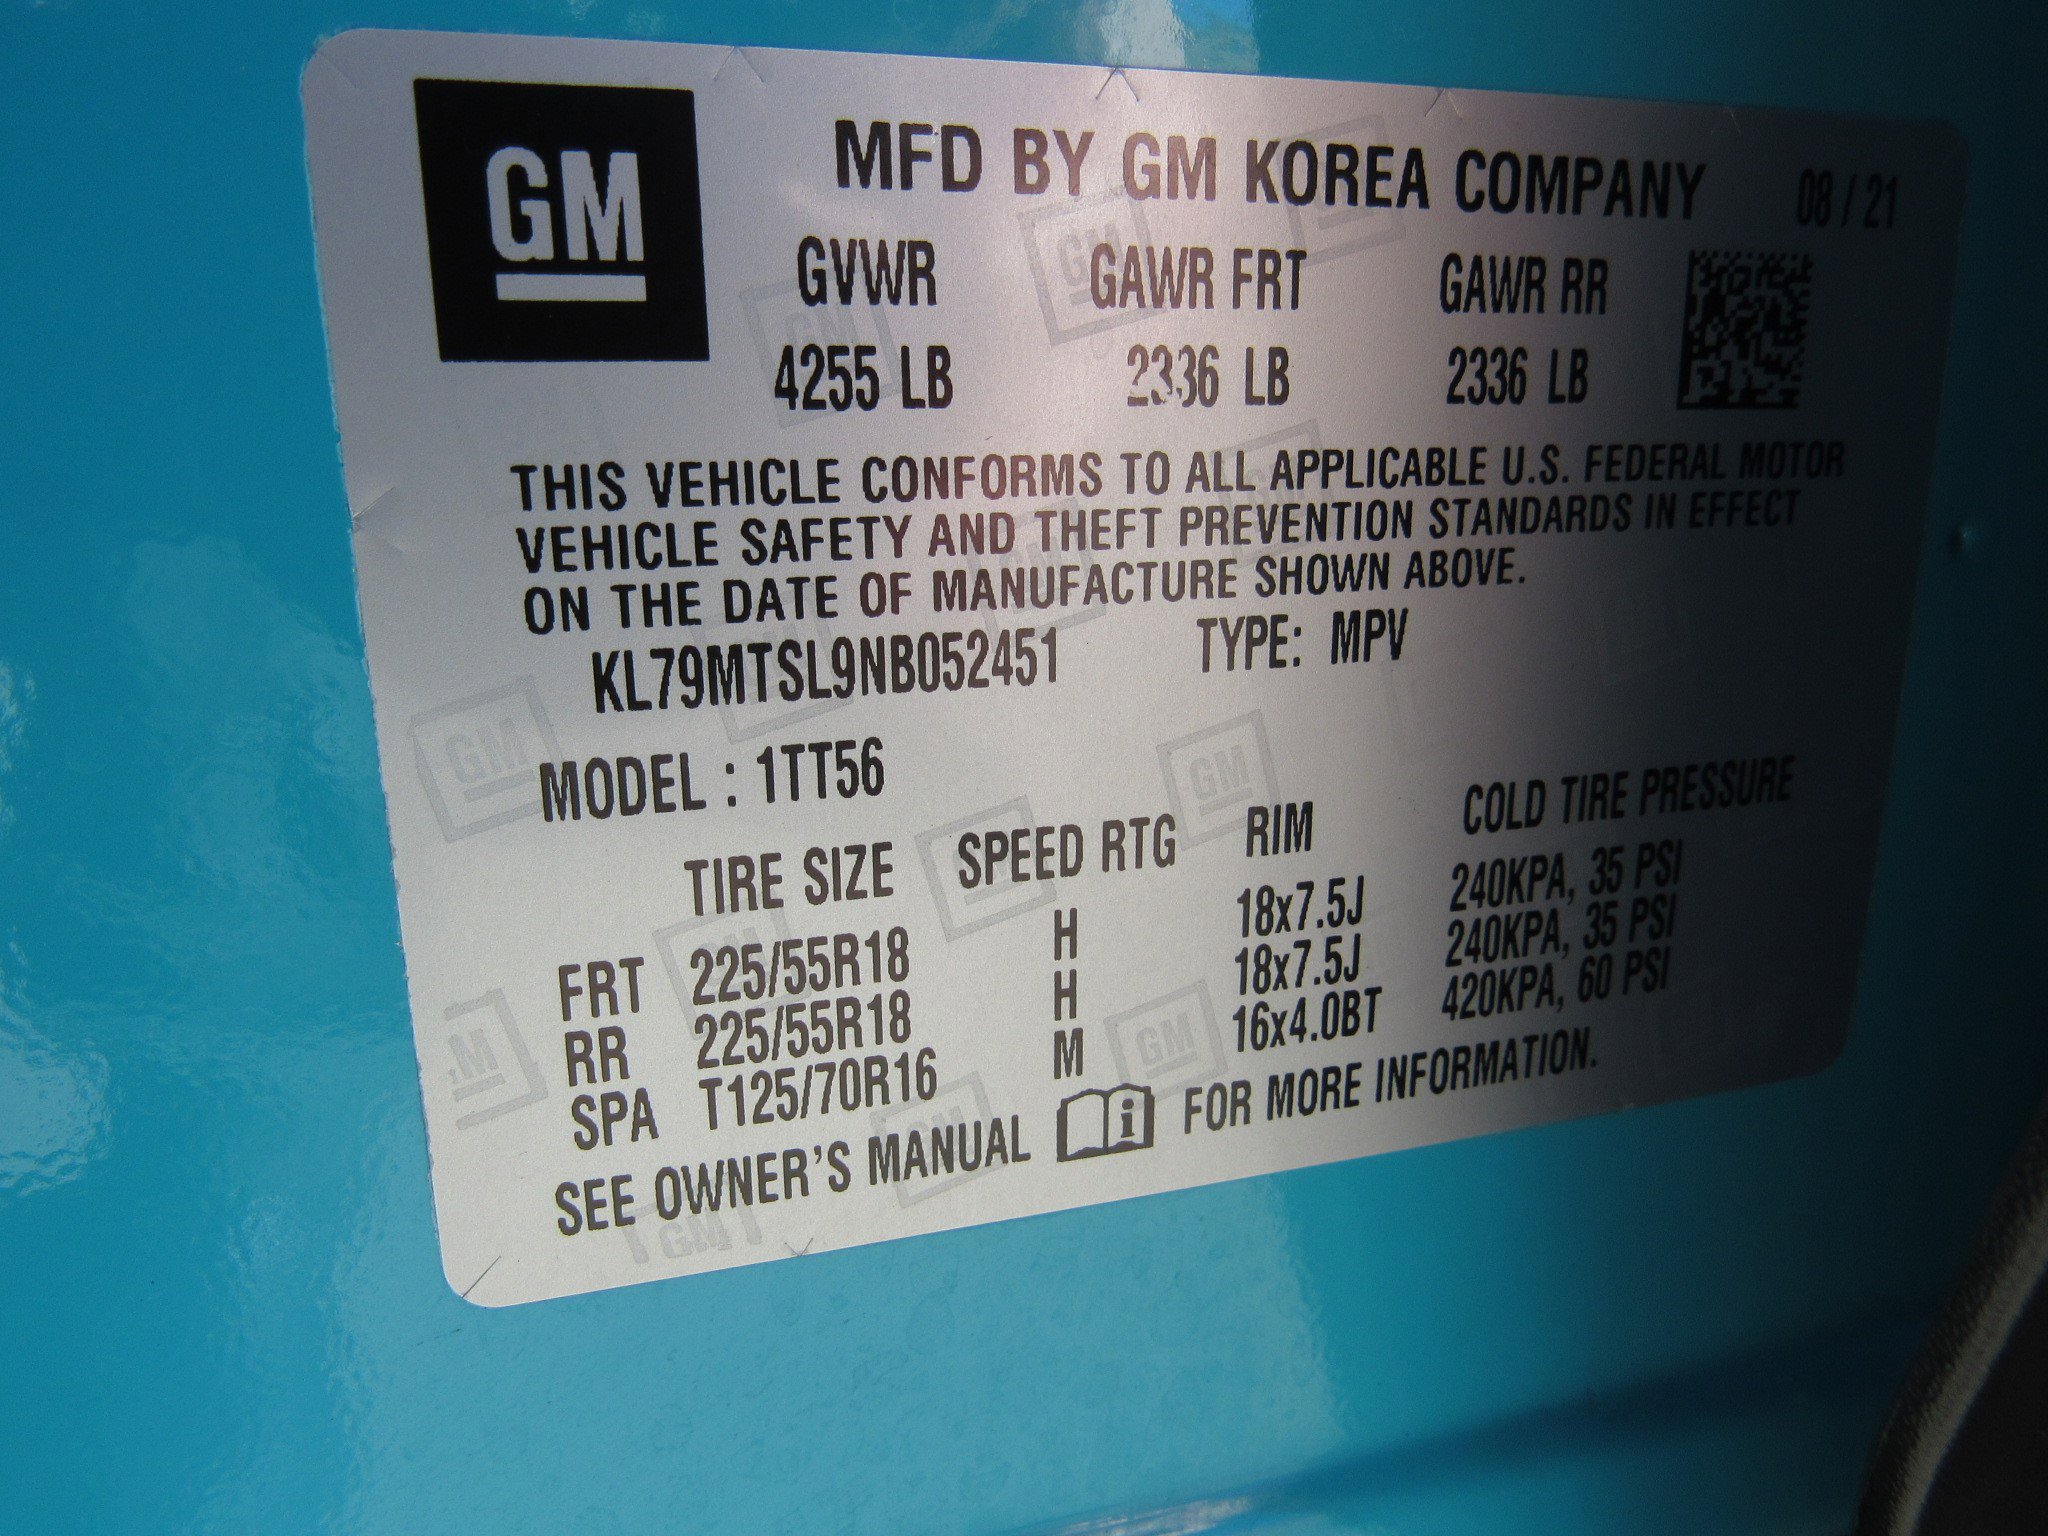 GM
MFD BY GM KOREA COMPANY 08 / 21
GVWR GAWR FRT GAWR RR
4255 LB 2336 LB 2336 LB
THIS VEHICLE CONFORMS TO ALL APPLICABLE U.S. FEDERAL MOTOR
VEHICLE SAFETY AND THEFT PREVENTION STANDARDS IN EFFECT
ON THE DATE OF MANUFACTURE SHOWN ABOVE.
KL79MTSL9NB052451 TYPE: MPV
MODEL : 1TT56
TIRE SIZE SPEED RTG RIM COLD TIRE PRESSURE
FRT 225/55R18 H 18x7.5J 240KPA, 35 PSI
RR 225/55R18 H 18x7.5J 240KPA, 35 PSI
SPA T125/70R16 M 16x4.0BT 420KPA, 60 PSI
SEE OWNER'S MANUAL i FOR MORE INFORMATION.